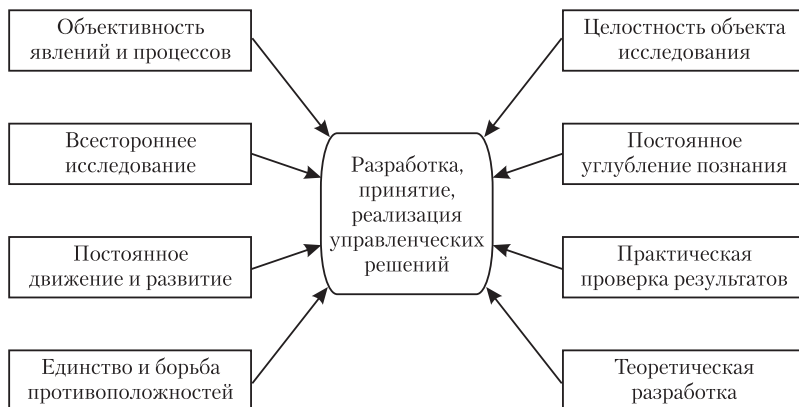 Объективность
явлений и процессов
Всестороннее
исследование
Постоянное
движение и развитие
Единство и борьба
противоположностей
Разработка,
принятие,
реализация
управленческих
решений
Целостность объекта
исследования
Постоянное
углубление познания
Практическая
проверка результатов
Теоретическая
разработка